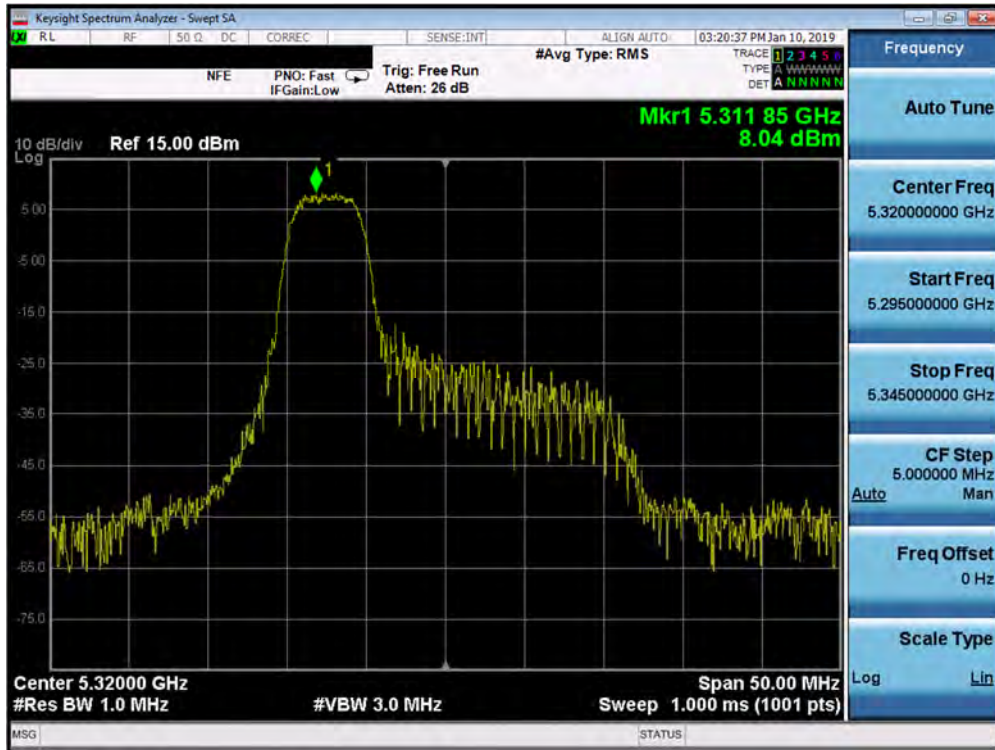 Keysight Spectrum Analyzer - Swept SA
RL RF 50 Ω DC CORREC SENSE:INT ALIGN AUTO 03:20:37 PM Jan 10, 2019
NFE PNO: Fast IFGain:Low Trig: Free Run Atten: 26 dB #Avg Type: RMS
TRACE 1 2 3 4 5 6
TYPE A WWWWW
DET A N N N N N
Mkr1 5.311 85 GHz
8.04 dBm
10 dB/div Ref 15.00 dBm
Log
1
5.00
-5.00
-15.0
-25.0
-35.0
-45.0
-55.0
-65.0
-75.0
Center 5.32000 GHz Span 50.00 MHz
#Res BW 1.0 MHz #VBW 3.0 MHz Sweep 1.000 ms (1001 pts)
MSG STATUS
Frequency
Auto Tune
Center Freq
5.320000000 GHz
Start Freq
5.295000000 GHz
Stop Freq
5.345000000 GHz
CF Step
5.000000 MHz
Auto Man
Freq Offset
0 Hz
Scale Type
Log Lin